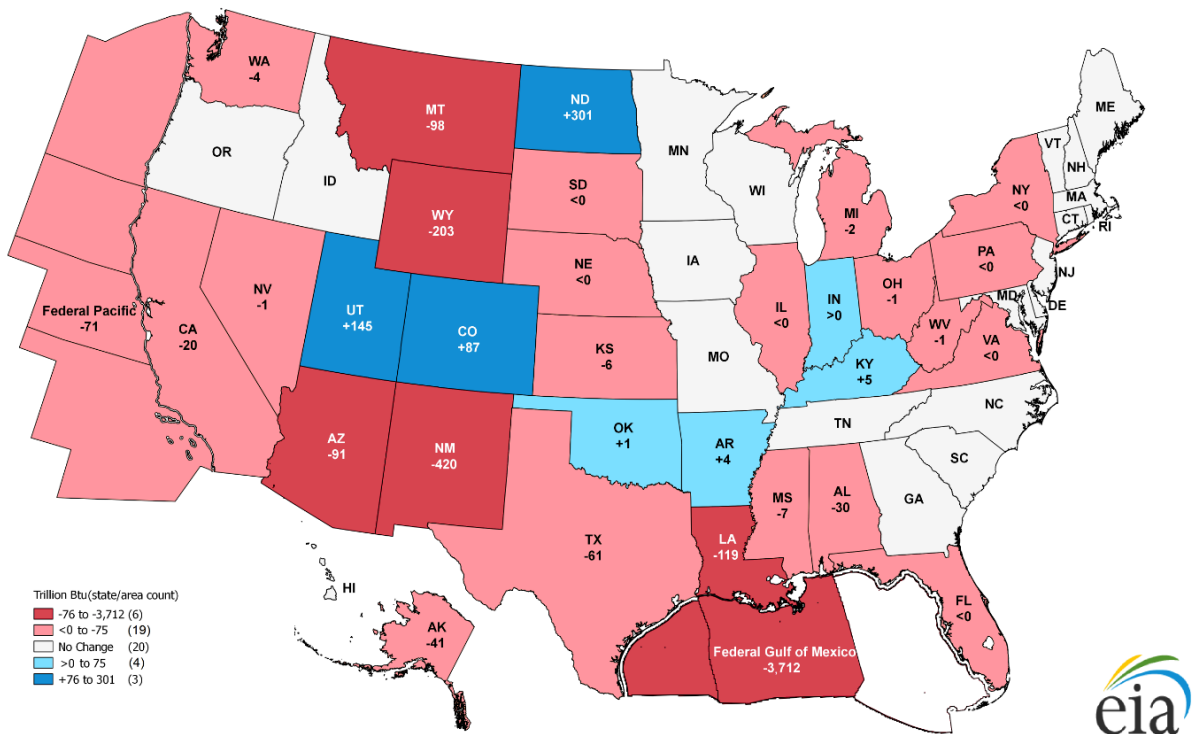 WA
-4
MT
-98
ND
+301
MN
ME
VT
NH
OR
ID
WI
SD
<0
MI
-2
NY
<0
MA
CT
RI
WY
-203
IA
PA
<0
NE
<0
NJ
NV
-1
OH
-1
IL
<0
IN
>0
MD
DE
Federal Pacific
-71
UT
+145
CA
-20
CO
+87
WV
-1
VA
<0
KS
-6
MO
KY
+5
NC
TN
OK
+1
AZ
-91
NM
-420
AR
+4
SC
MS
-7
AL
-30
GA
TX
-61
LA
-119
HI
FL
<0
AK
-41
Federal Gulf of Mexico
-3,712
Trillion Btu(state/area count)
-76 to -3,712 (6)
<0 to -75 (19)
No Change (20)
>0 to 75 (4)
+76 to 301 (3)
eia